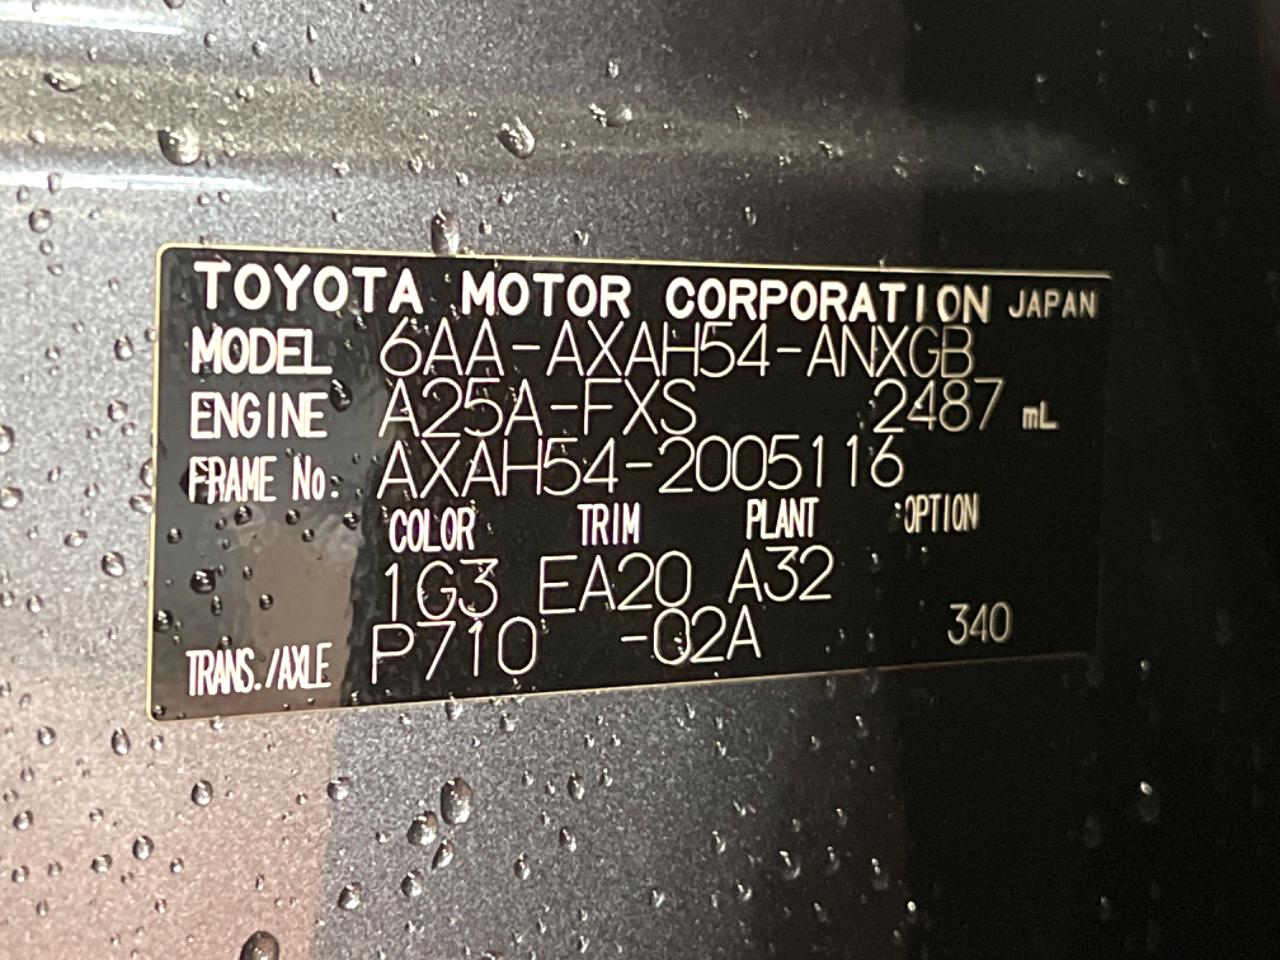 TOYOTA MOTOR CORPORATION JAPAN
MODEL 6AA-AXAH54-ANXGB
ENGINE A25A-FXS 2487 mL
FRAME No. AXAH54-2005116
COLOR TRIM PLANT OPTION
1G3 EA20 A32
TRANS./AXLE P710 -02A 340